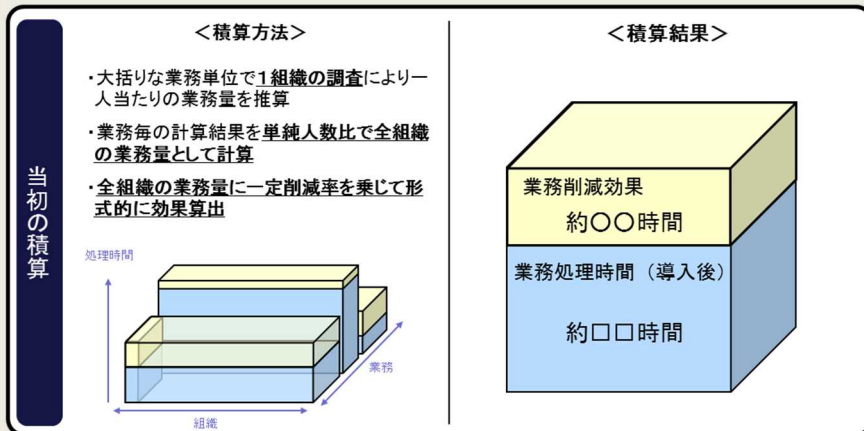 当初の積算
＜積算方法＞
・大括りな業務単位で１組織の調査により一
人当たりの業務量を推算
・業務毎の計算結果を単純人数比で全組織
の業務量として計算
・全組織の業務量に一定削減率を乗じて形
式的に効果算出
処理時間
業務
組織
＜積算結果＞
業務削減効果
約〇〇時間
業務処理時間（導入後）
約□□時間